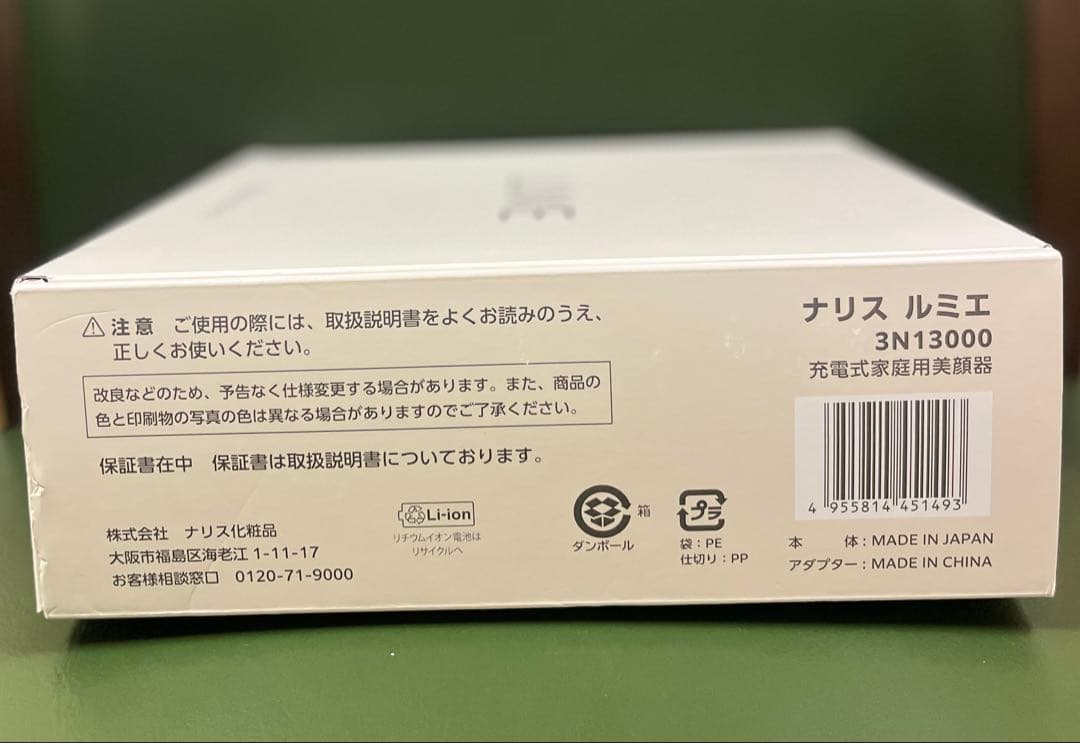 ⚠注意 ご使用の際には、取扱説明書をよくお読みのうえ、
正しくお使いください。
改良などのため、予告なく仕様変更する場合があります。また、商品の
色と印刷物の写真の色は異なる場合がありますのでご了承ください。
保証書在中 保証書は取扱説明書についております。
株式会社 ナリス化粧品
大阪市福島区海老江 1-11-17
お客様相談窓口 0120-71-9000
Li-ion
リチウムイオン電池は
リサイクルへ
箱
ダンボール
プラ
袋：PE
仕切り：PP
ナリス ルミエ
3N13000
充電式家庭用美顔器
4 955814 451493
本 体：MADE IN JAPAN
アダプター：MADE IN CHINA